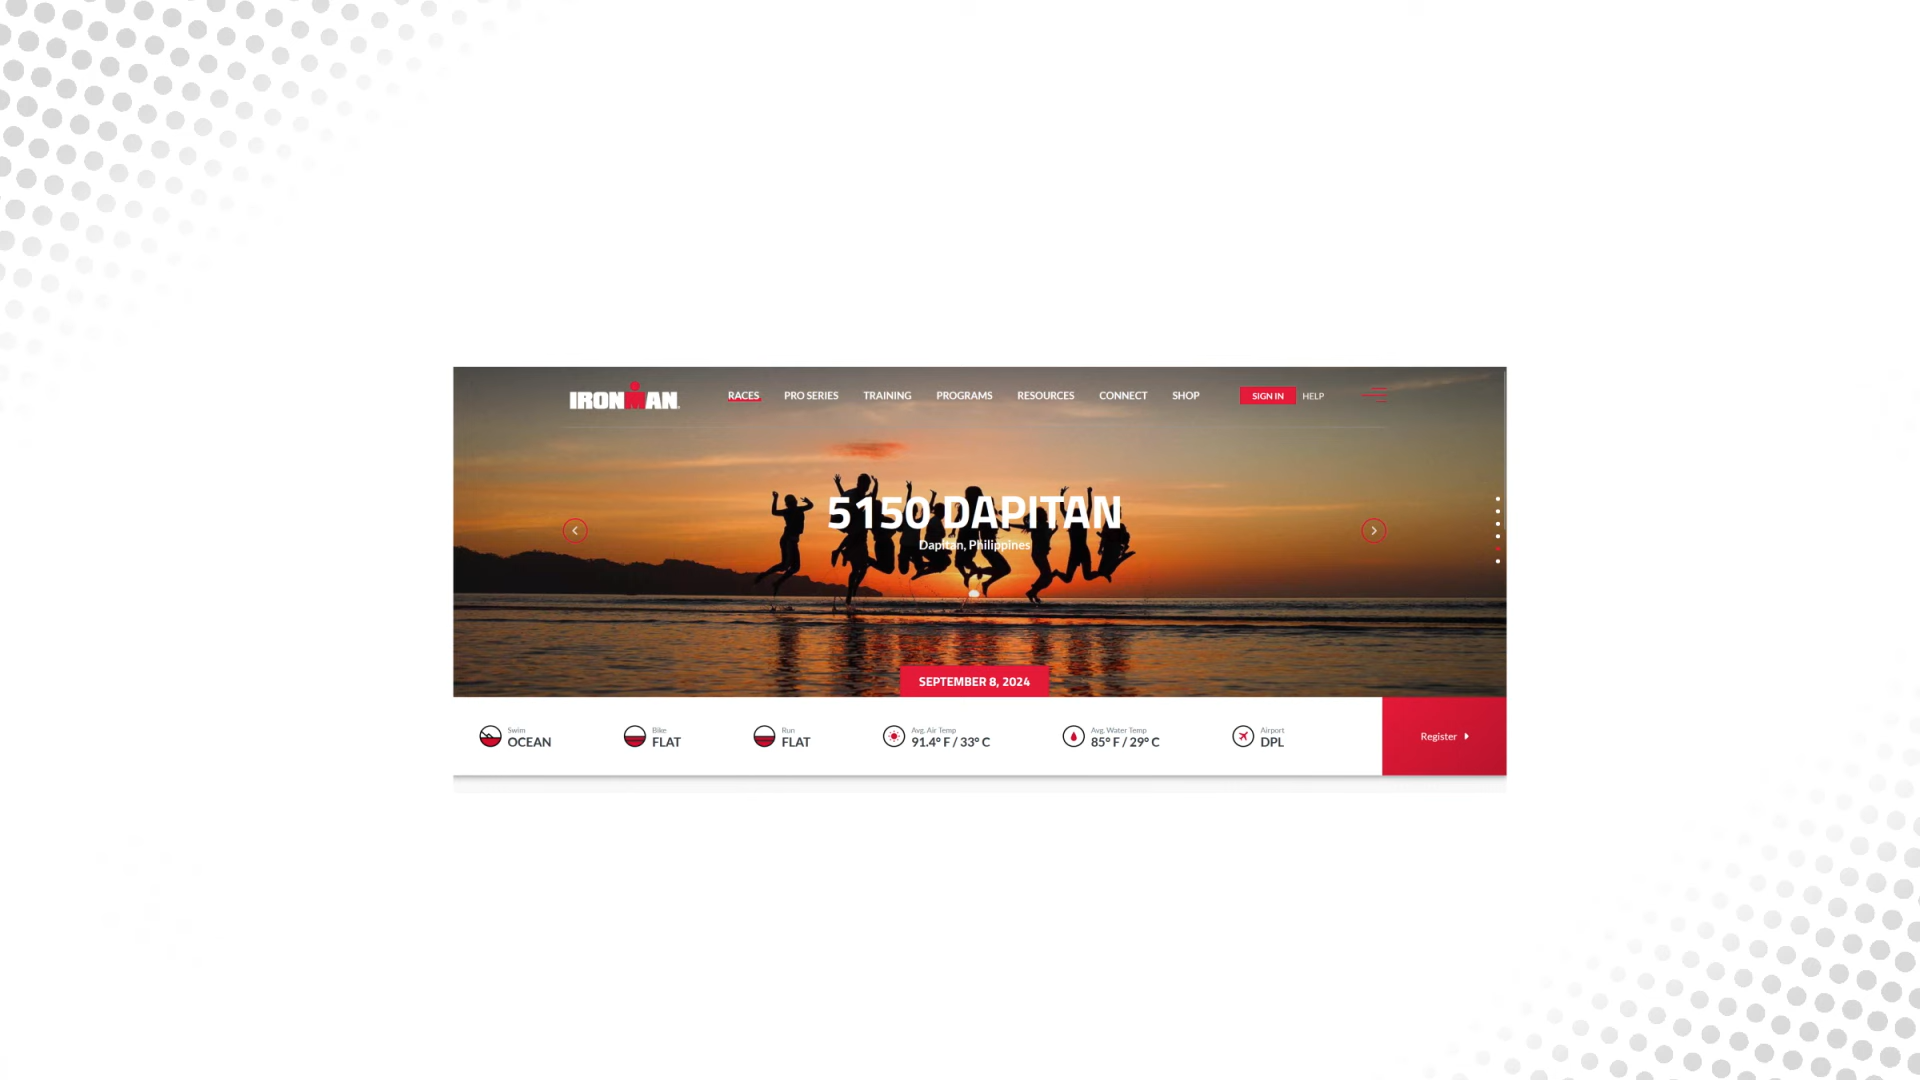 IRONMAN
RACES PRO SERIES TRAINING PROGRAMS RESOURCES CONNECT SHOP SIGN IN HELP
5150 DAPITAN
Dapitan, Philippines
SEPTEMBER 8, 2024
Swim Bike Run Avg. Air Temp Avg. Water Temp Airport
OCEAN FLAT FLAT 91.4° F / 33° C 85° F / 29° C DPL
Register